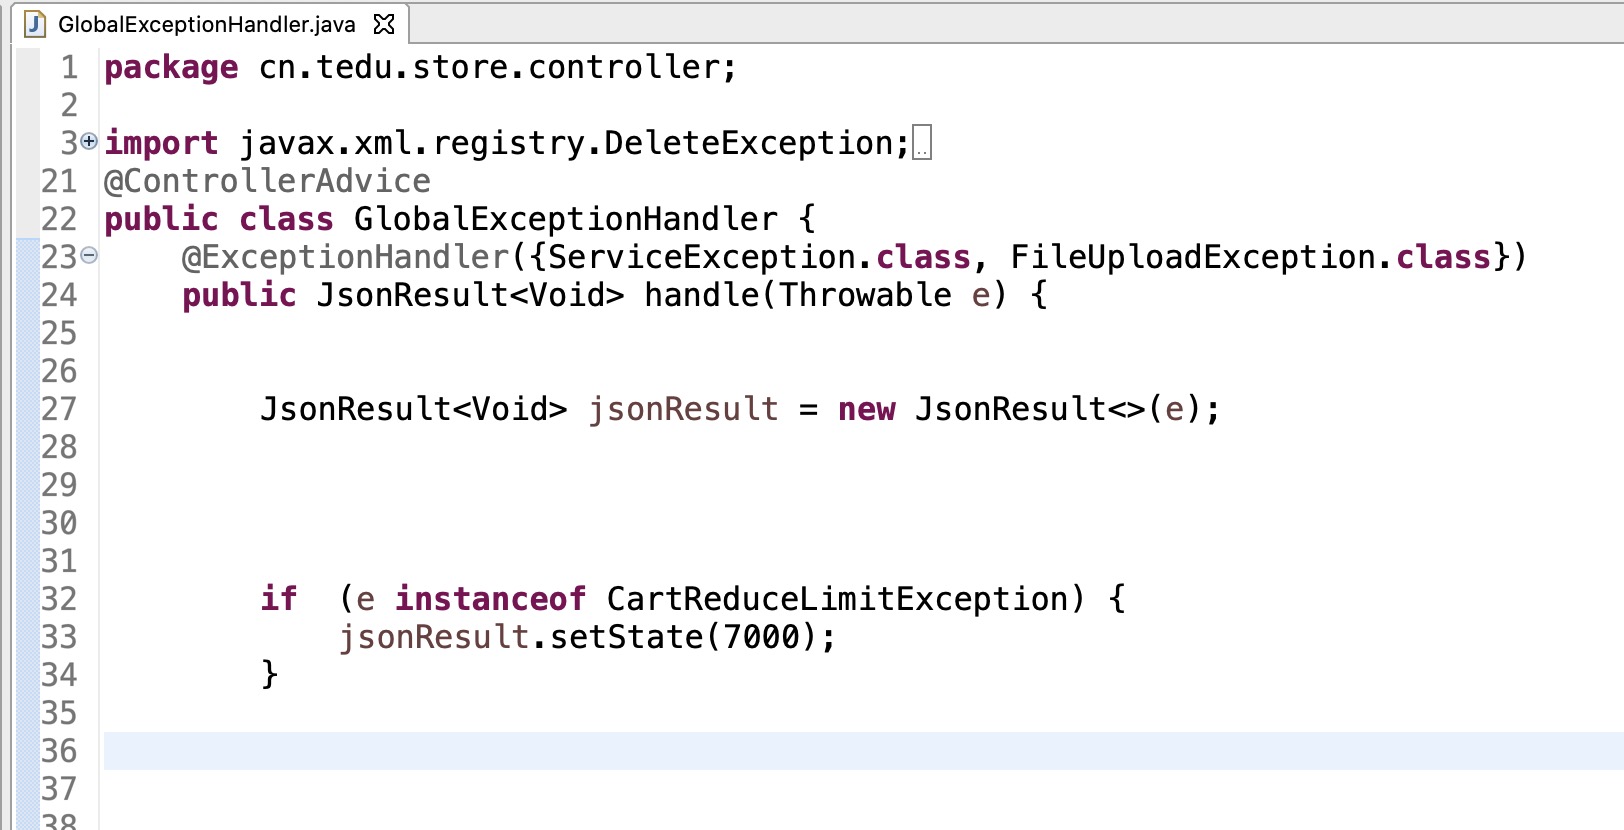 GlobalExceptionHandler.java
1 package cn.tedu.store.controller;
2
3 import javax.xml.registry.DeleteException;
21 @ControllerAdvice
22 public class GlobalExceptionHandler {
23 @ExceptionHandler({ServiceException.class, FileUploadException.class})
24 public JsonResult<Void> handle(Throwable e) {
25
26
27 JsonResult<Void> jsonResult = new JsonResult<>(e);
28
29
30
31
32 if (e instanceof CartReduceLimitException) {
33 jsonResult.setState(7000);
34 }
35
36
37
38